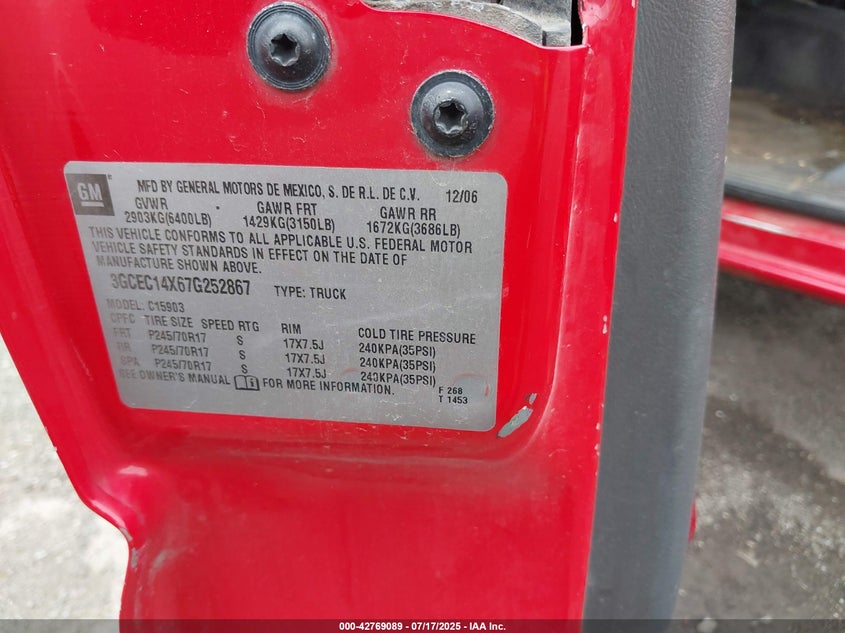 GM
MFD BY GENERAL MOTORS DE MEXICO, S. DE R.L. DE C.V. 12/06
GVWR GAWR FRT GAWR RR
2903KG(6400LB) 1429KG(3150LB) 1672KG(3686LB)
THIS VEHICLE CONFORMS TO ALL APPLICABLE U.S. FEDERAL MOTOR
VEHICLE SAFETY STANDARDS IN EFFECT ON THE DATE OF
MANUFACTURE SHOWN ABOVE.
3GCEC14X67G252867 TYPE: TRUCK
MODEL: C15903
CPFC TIRE SIZE SPEED RTG RIM COLD TIRE PRESSURE
FRT P245/70R17 S 17X7.5J 240KPA(35PSI)
RR P245/70R17 S 17X7.5J 240KPA(35PSI)
SPA P245/70R17 S 17X7.5J 240KPA(35PSI)
SEE OWNER'S MANUAL FOR MORE INFORMATION. F 268
T 1453
000-42769089 - 07/17/2025 - IAA Inc.